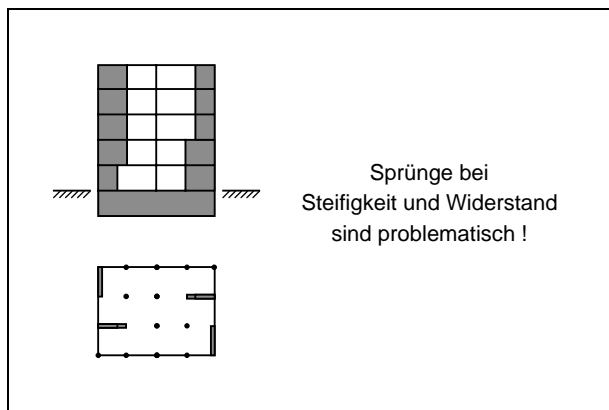 Sprünge bei
Steifigkeit und Widerstand
sind problematisch !